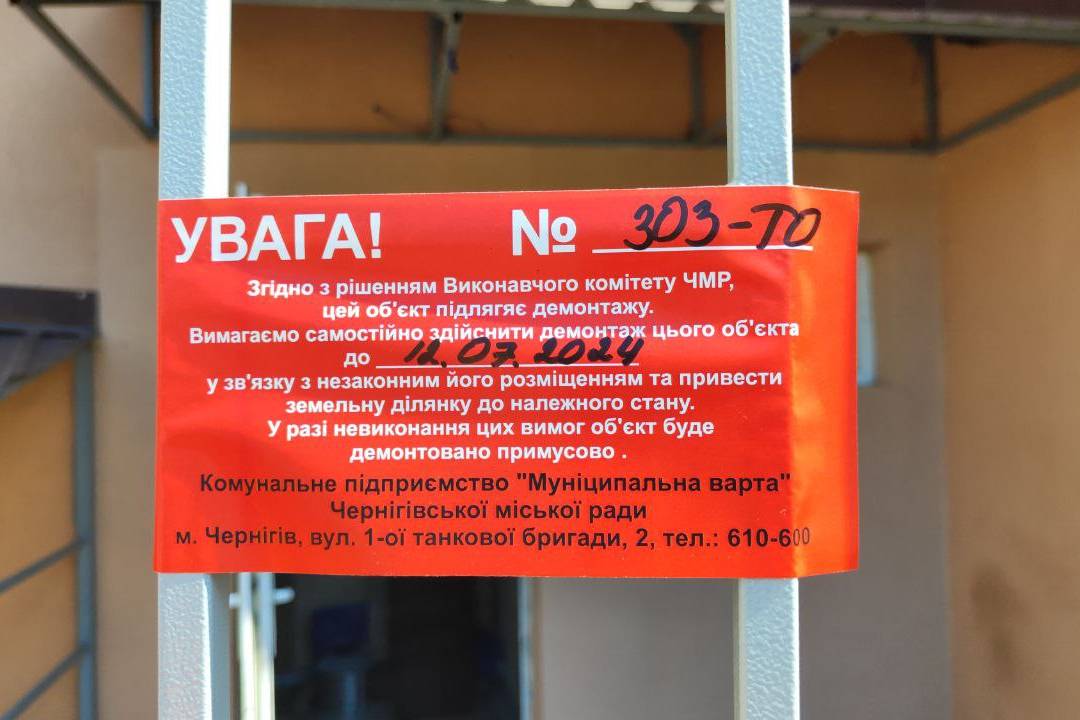 УВАГА! № 303-ТО
Згідно з рішенням Виконавчого комітету ЧМР,
цей об'єкт підлягяє демонтажу.
Вимагаємо самостійно здійснити демонтаж цього об'єкта
до 12.07.2024
у зв'язку з незаконним його розміщенням та привести
земельну ділянку до належного стану.
У разі невиконання цих вимог об'єкт буде
демонтовано примусово .
Комунальне підприємство "Муніципальна варта"
Чернігівської міської ради
м. Чернігів, вул. 1-ої танкової бригади, 2, тел.: 610-600